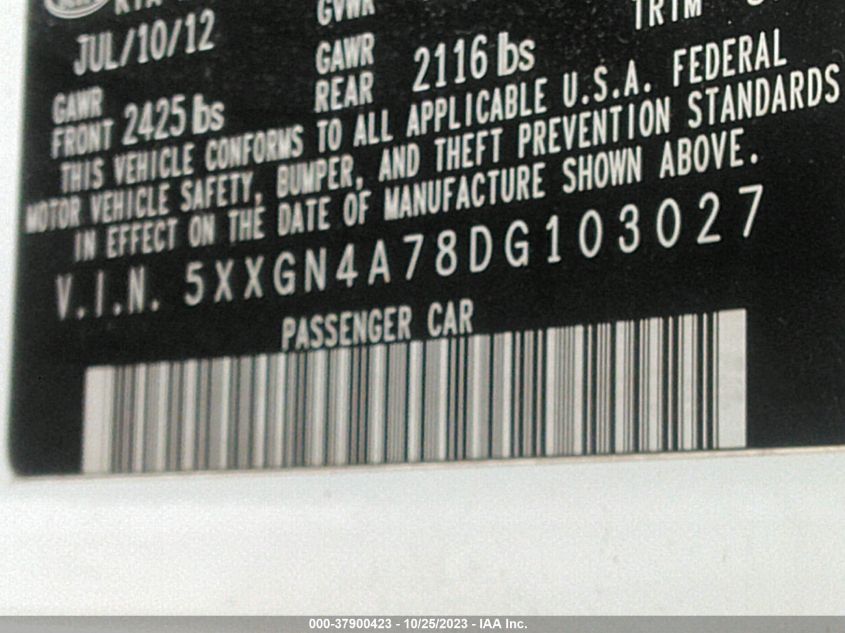 JUL/10/12
GVWR
TRIM
GAWR
REAR 2116 lbs
GAWR
FRONT 2425 lbs
THIS VEHICLE CONFORMS TO ALL APPLICABLE U.S.A. FEDERAL
MOTOR VEHICLE SAFETY, BUMPER, AND THEFT PREVENTION STANDARDS
IN EFFECT ON THE DATE OF MANUFACTURE SHOWN ABOVE.
V.I.N. 5XXGN4A78DG103027
PASSENGER CAR
000-37900423 - 10/25/2023 - IAA Inc.